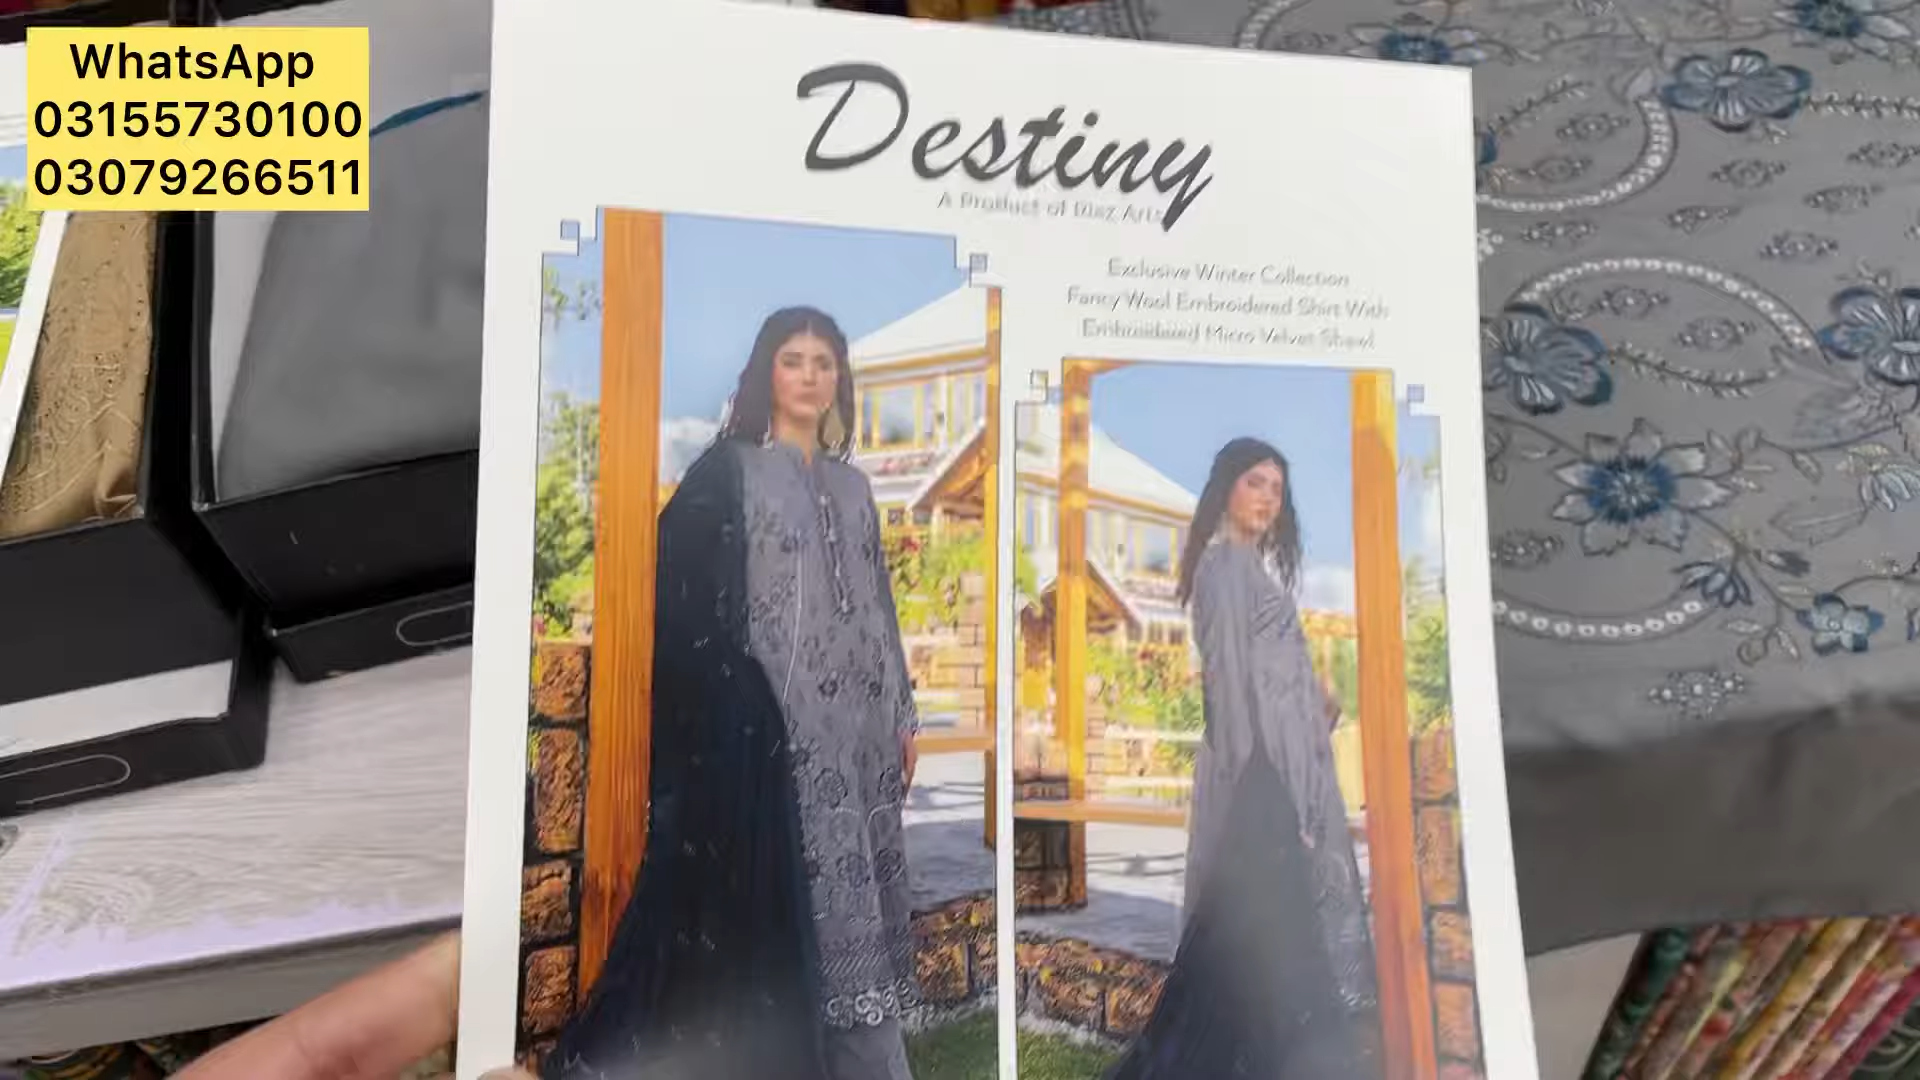 WhatsApp
03155730100
03079266511
Destiny
A Product of Riaz Arts
Exclusive Winter Collection
Fancy Wool Embroidered Shirt With
Embroidered Micro Velvet Shawl